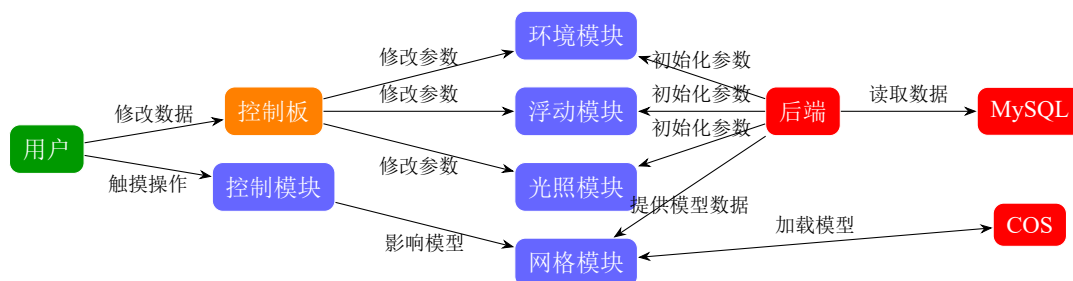 环境模块
修改参数
初始化参数
控制板
修改参数
浮动模块
初始化参数
后端
读取数据
MySQL
修改数据
用户
初始化参数
触摸操作
控制模块
修改参数
光照模块
提供模型数据
加载模型
COS
影响模型
网格模块